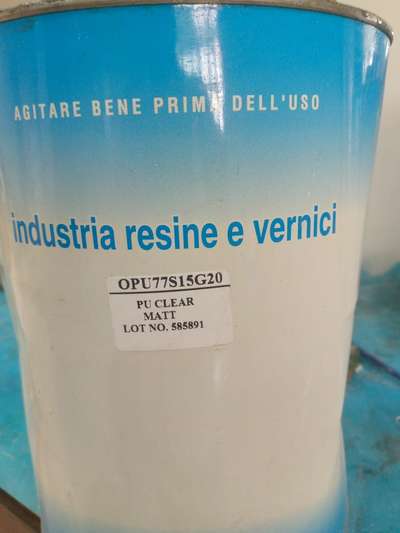 AGITARE BENE PRIMA DELL'USO
industria resine e vernici
OPU77S15G20
PU CLEAR
MATT
LOT NO. 585891